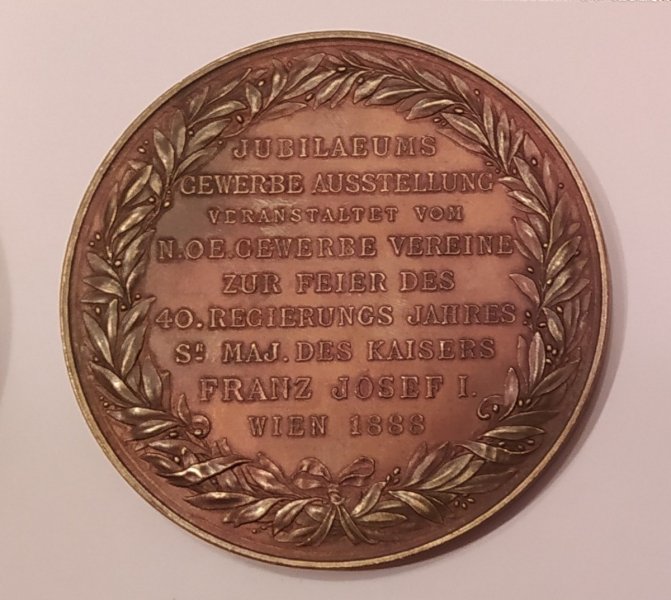 JUBILAEUMS
GEWERBE AUSSTELLUNG
VERANSTALTET VOM
N.OE.GEWERBE VEREINE
ZUR FEIER DES
40.REGIERUNGS JAHRES
SR MAJ.DES KAISERS
FRANZ JOSEF I.
WIEN 1888